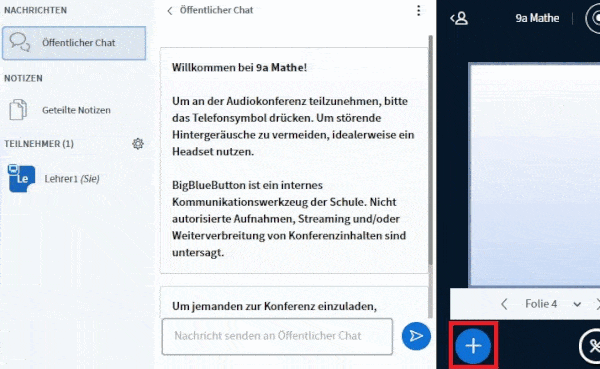 NACHRICHTEN
Öffentlicher Chat
NOTIZEN
Geteilte Notizen
TEILNEHMER (1)
Le
Lehrer1 (Sie)
Öffentlicher Chat
Willkommen bei 9a Mathe!
Um an der Audiokonferenz teilzunehmen, bitte
das Telefonsymbol drücken. Um störende
Hintergeräusche zu vermeiden, idealerweise ein
Headset nutzen.
BigBlueButton ist ein internes
Kommunikationswerkzeug der Schule. Nicht
autorisierte Aufnahmen, Streaming und/oder
Weiterverbreitung von Konferenzinhalten sind
untersagt.
Um jemanden zur Konferenz einzuladen,
Nachricht senden an Öffentlicher Chat
9a Mathe
Folie 4